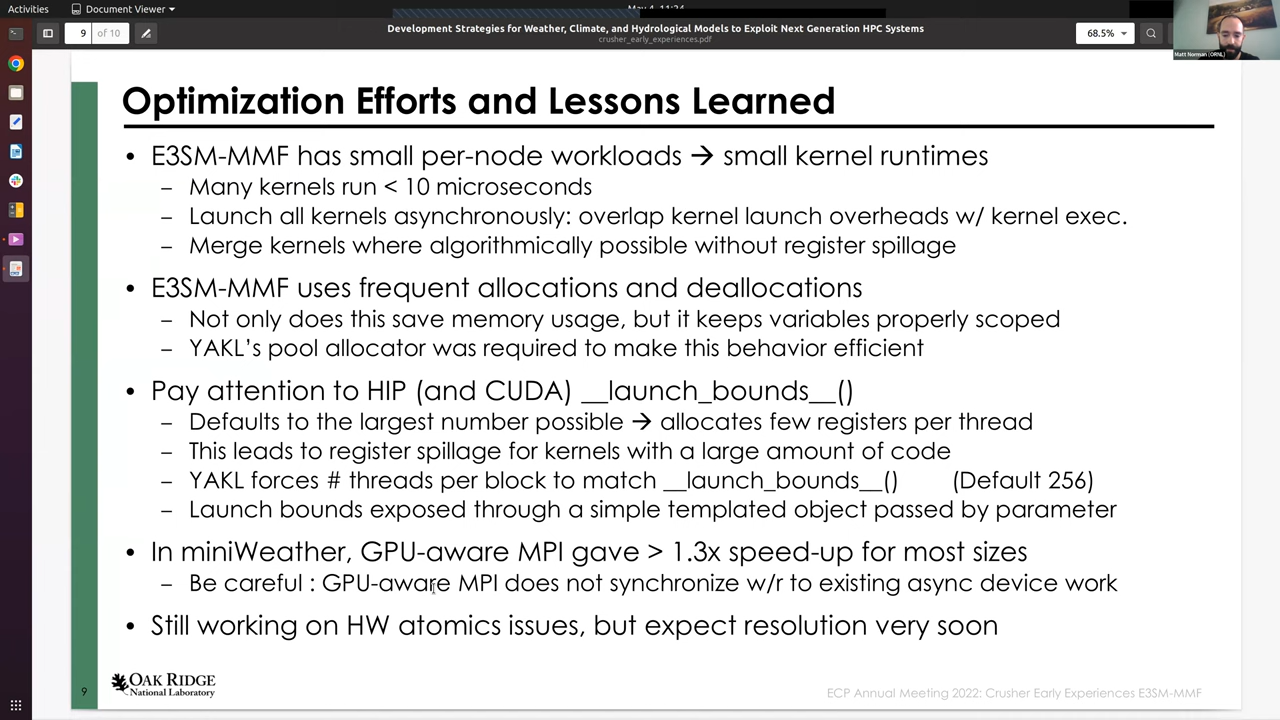 Activities
Document Viewer
9
of 10
Development Strategies for Weather, Climate, and Hydrological Models to Exploit Next Generation HPC Systems
crusher_early_experiences.pdf
68.5%
Matt Norman (ORNL)
Optimization Efforts and Lessons Learned
• E3SM-MMF has small per-node workloads → small kernel runtimes
– Many kernels run < 10 microseconds
– Launch all kernels asynchronously: overlap kernel launch overheads w/ kernel exec.
– Merge kernels where algorithmically possible without register spillage
• E3SM-MMF uses frequent allocations and deallocations
– Not only does this save memory usage, but it keeps variables properly scoped
– YAKL’s pool allocator was required to make this behavior efficient
• Pay attention to HIP (and CUDA) __launch_bounds__()
– Defaults to the largest number possible → allocates few registers per thread
– This leads to register spillage for kernels with a large amount of code
– YAKL forces # threads per block to match __launch_bounds__() (Default 256)
– Launch bounds exposed through a simple templated object passed by parameter
• In miniWeather, GPU-aware MPI gave > 1.3x speed-up for most sizes
– Be careful : GPU-aware MPI does not synchronize w/r to existing async device work
• Still working on HW atomics issues, but expect resolution very soon
9
OAK RIDGE
National Laboratory
ECP Annual Meeting 2022: Crusher Early Experiences E3SM-MMF